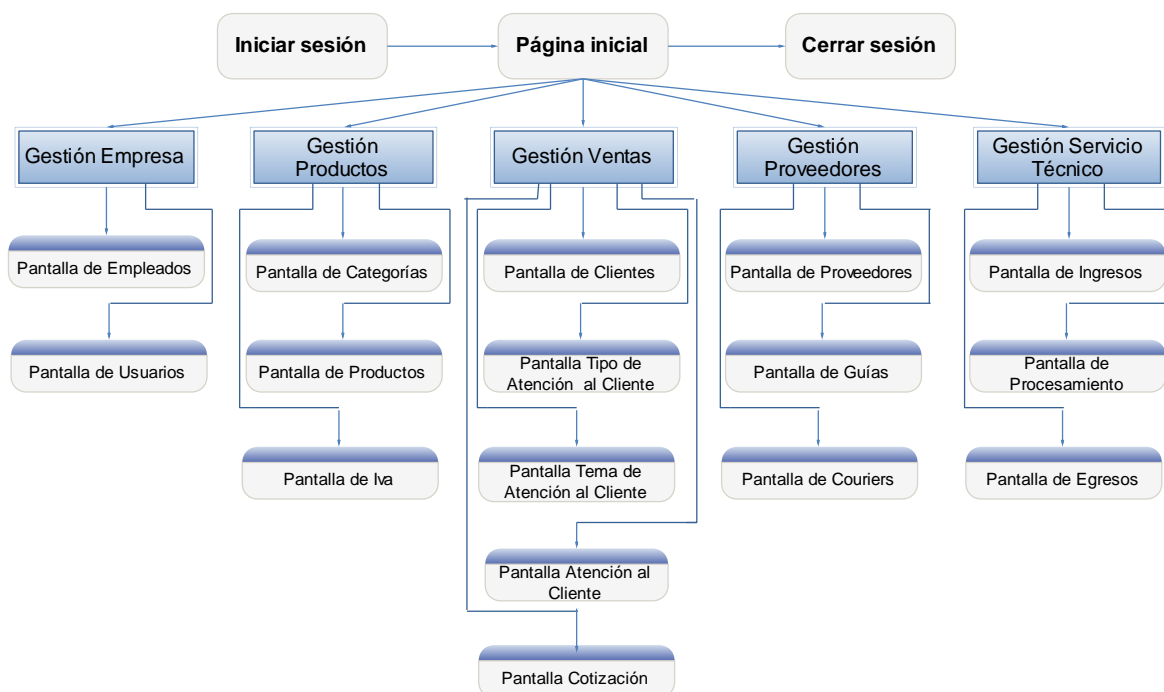 Iniciar sesión
Página inicial
Cerrar sesión
Gestión Empresa
Gestión
Productos
Gestión Ventas
Gestión
Proveedores
Gestión Servicio
Técnico
Pantalla de Empleados
Pantalla de Categorías
Pantalla de Clientes
Pantalla de Proveedores
Pantalla de Ingresos
Pantalla de Usuarios
Pantalla de Productos
Pantalla Tipo de
Atención al Cliente
Pantalla de Guías
Pantalla de
Procesamiento
Pantalla de Iva
Pantalla Tema de
Atención al Cliente
Pantalla de Couriers
Pantalla de Egresos
Pantalla Atención al
Cliente
Pantalla Cotización